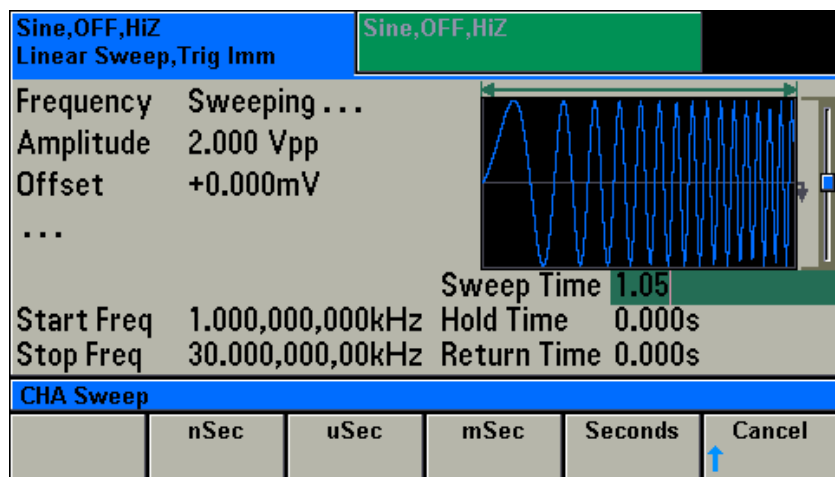 Sine,OFF,HiZ
Linear Sweep,Trig Imm
Sine,OFF,HiZ
Frequency Sweeping...
Amplitude 2.000 Vpp
Offset +0.000mV
...
Sweep Time 1.05
Start Freq 1.000,000,000kHz Hold Time 0.000s
Stop Freq 30.000,000,00kHz Return Time 0.000s
CHA Sweep
nSec uSec mSec Seconds Cancel